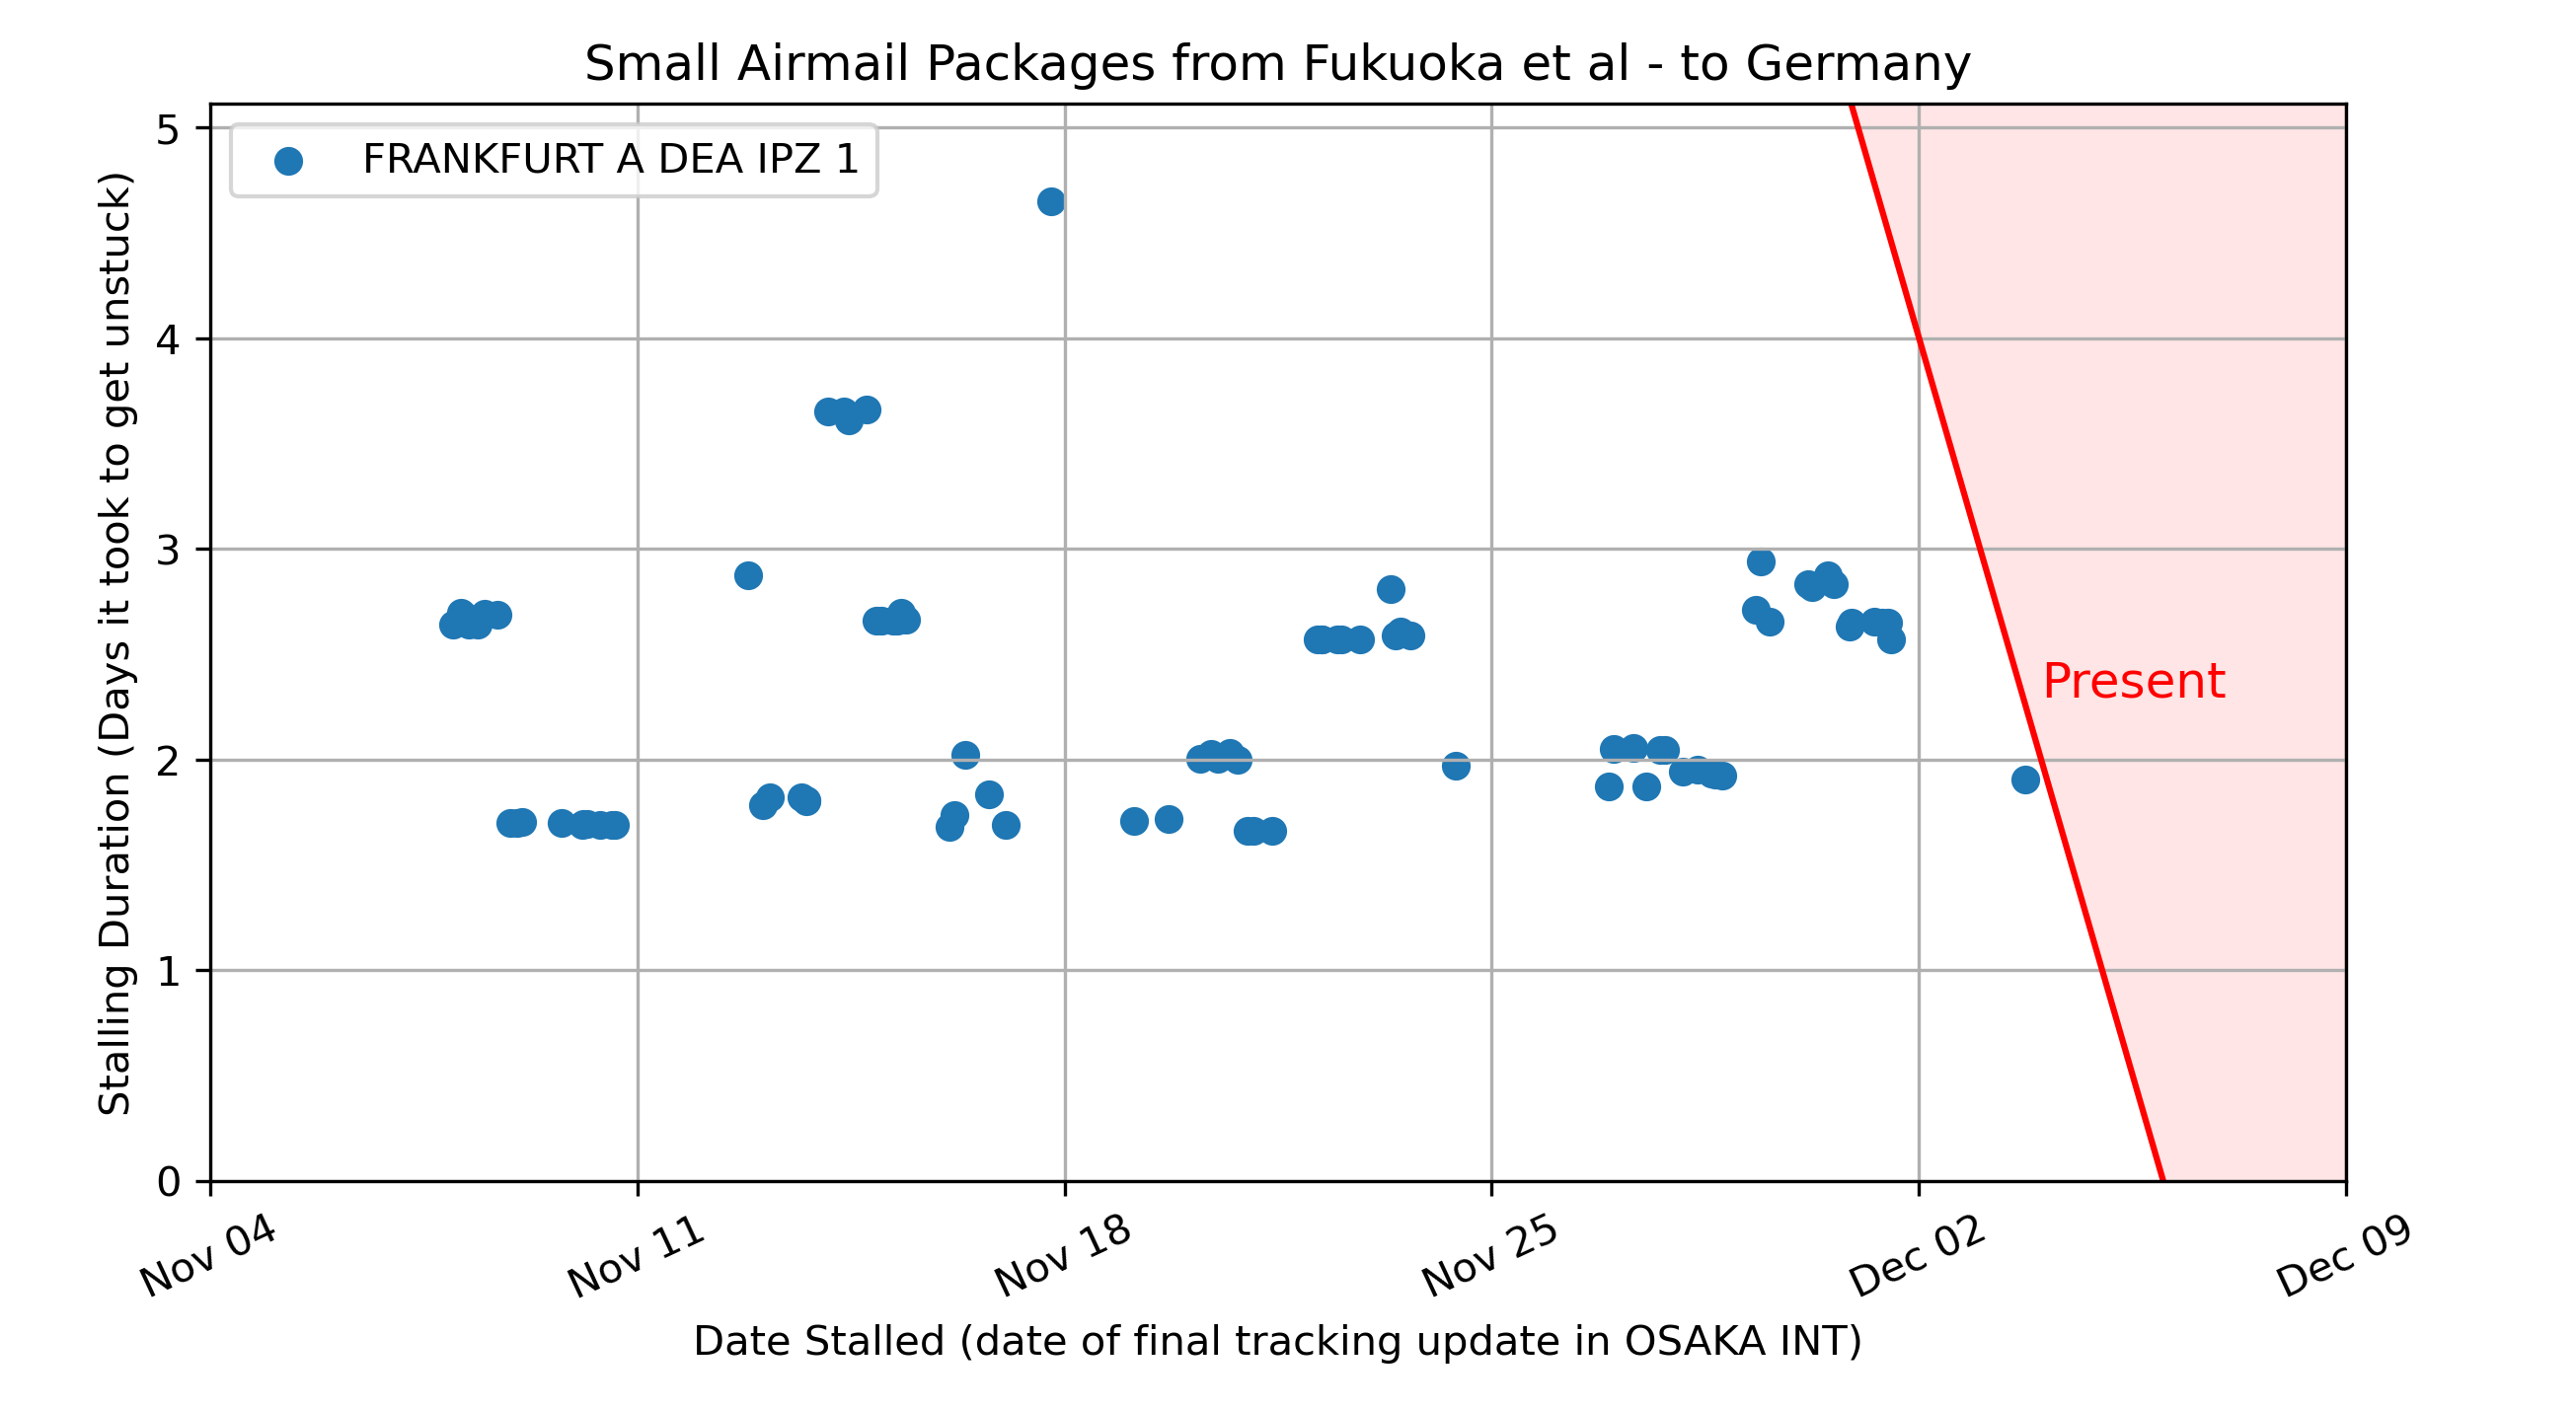 Small Airmail Packages from Fukuoka et al - to Germany
FRANKFURT A DEA IPZ 1
Stalling Duration (Days it took to get unstuck)
5
4
3
2
1
0
Present
Nov 04
Nov 11
Nov 18
Nov 25
Dec 02
Dec 09
Date Stalled (date of final tracking update in OSAKA INT)